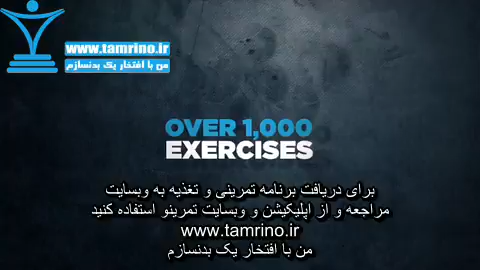 www.tamrino.ir
من با افتخار یک بدنسازم
OVER 1,000
EXERCISES
برای دریافت برنامه تمرینی و تغذیه به وبسایت
مراجعه و از اپلیکیشن و وبسایت تمرینو استفاده کنید
www.tamrino.ir
من با افتخار یک بدنسازم